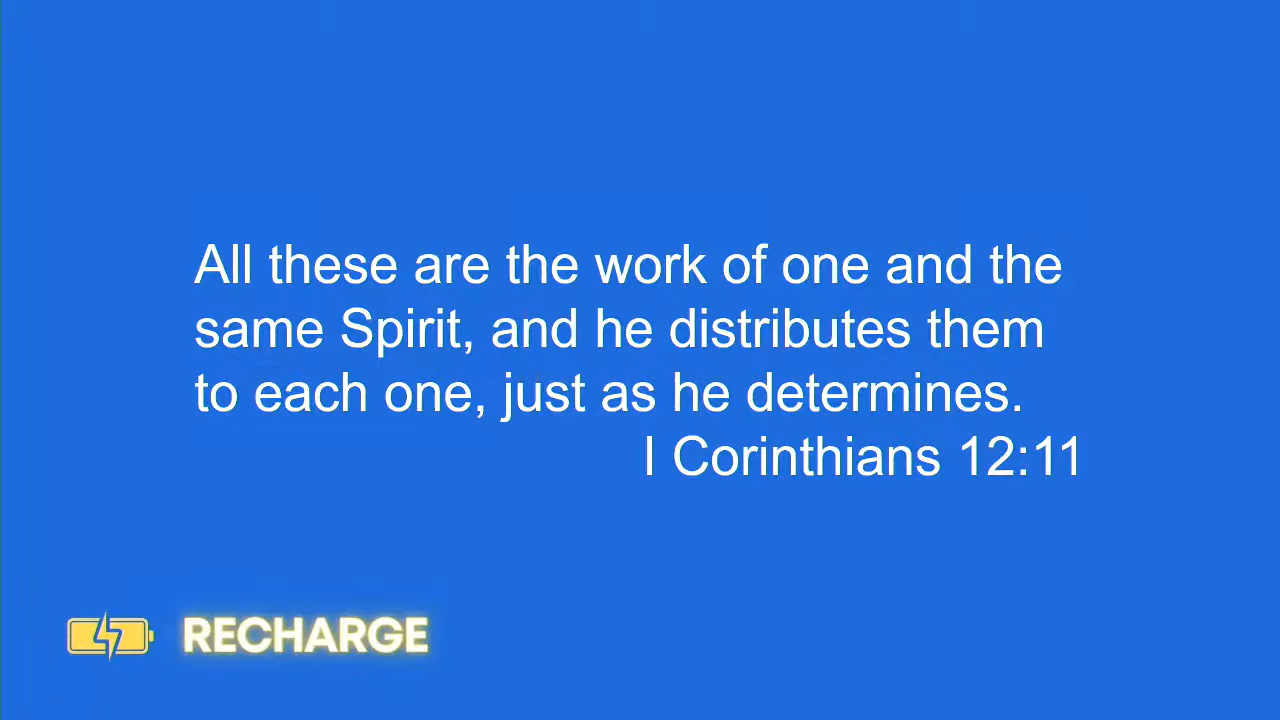 All these are the work of one and the
same Spirit, and he distributes them
to each one, just as he determines.
I Corinthians 12:11
RECHARGE